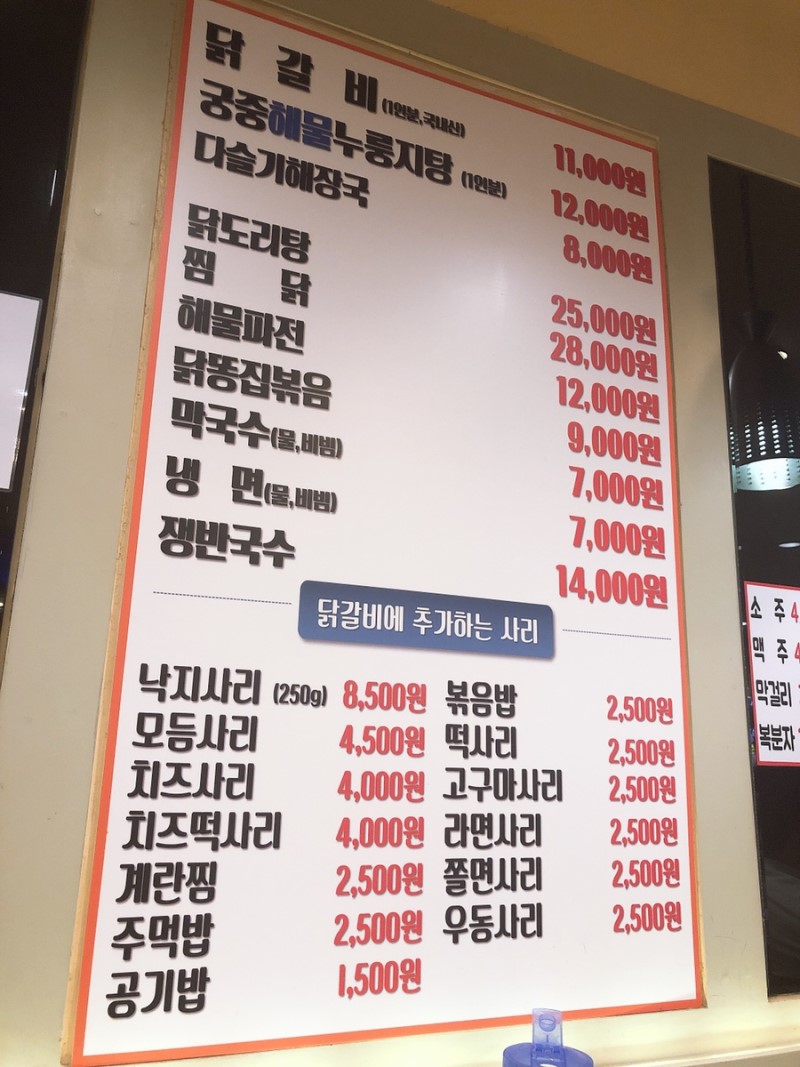 닭 갈 비 (1인분,국내산) 11,000원
궁중해물누룽지탕 (1인분) 12,000원
다슬기해장국 8,000원
닭도리탕 25,000원
찜 닭 28,000원
해물파전 12,000원
닭똥집볶음 9,000원
막국수(물,비빔) 7,000원
냉 면(물,비빔) 7,000원
쟁반국수 14,000원
닭갈비에 추가하는 사리
낙지사리 (250g) 8,500원 볶음밥 2,500원
모듬사리 4,500원 떡사리 2,500원
치즈사리 4,000원 고구마사리 2,500원
치즈떡사리 4,000원 라면사리 2,500원
계란찜 2,500원 쫄면사리 2,500원
주먹밥 2,500원 우동사리 2,500원
공기밥 1,500원
소 주 4
맥 주 4
막걸리
복분자